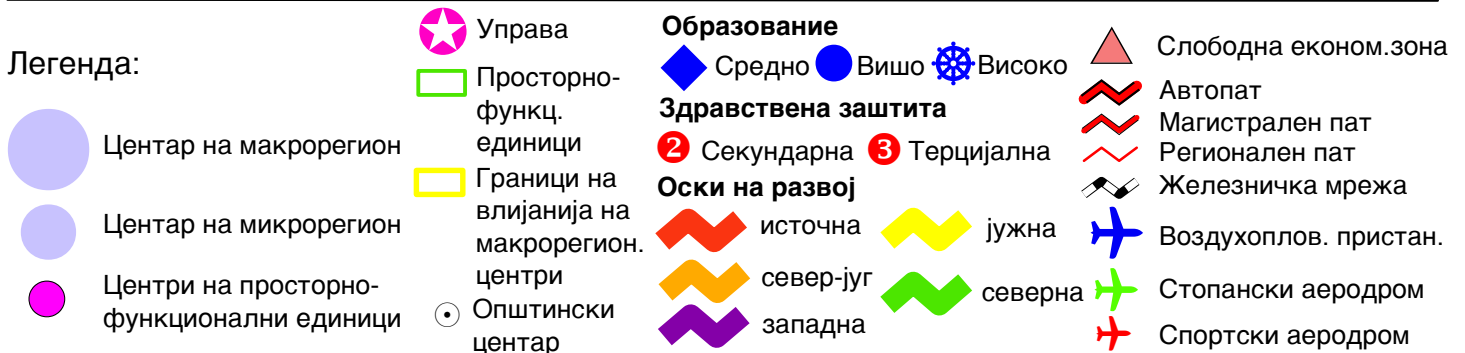 Легенда:
Центар на макрорегион
Центар на микрорегион
Центри на просторно-
функционални единици
Управа
Просторно-
функц.
единици
Граници на
влијанија на
макрорегион.
центри
Општински
центар
Образование
Средно Вишо Високо
Здравствена заштита
2 Секундарна 3 Терцијална
Оски на развој
источна јужна
север-југ северна
западна
Слободна економ.зона
Автопат
Магистрален пат
Регионален пат
Железничка мрежа
Воздухоплов. пристан.
Стопански аеродром
Спортски аеродром